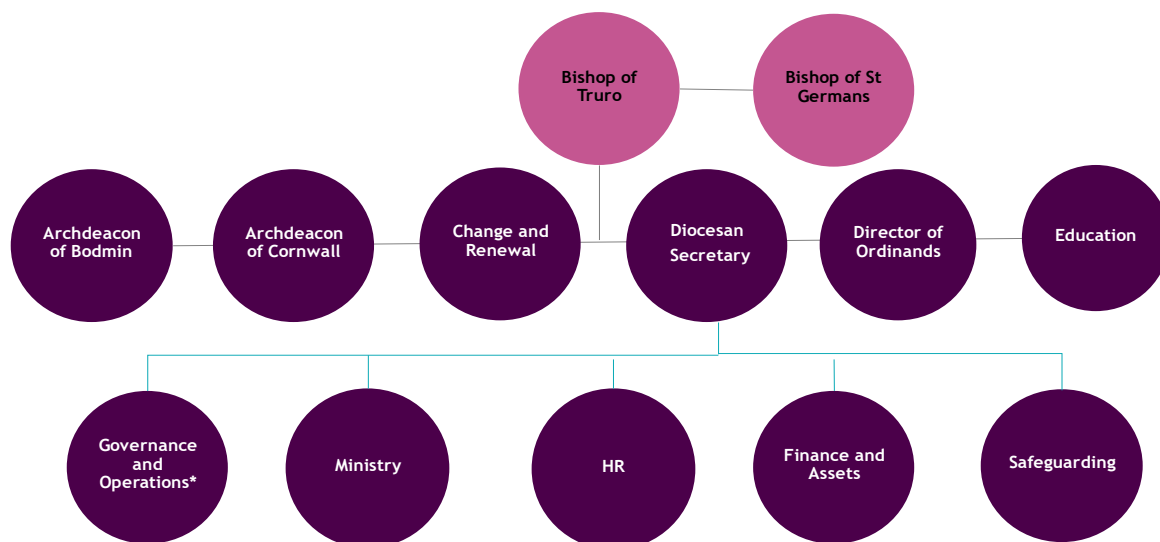 Bishop of
Truro
Bishop of St
Germans
Archdeacon
of Bodmin
Archdeacon
of Cornwall
Change and
Renewal
Diocesan
Secretary
Director of
Ordinands
Education
Governance
and
Operations*
Ministry
HR
Finance and
Assets
Safeguarding